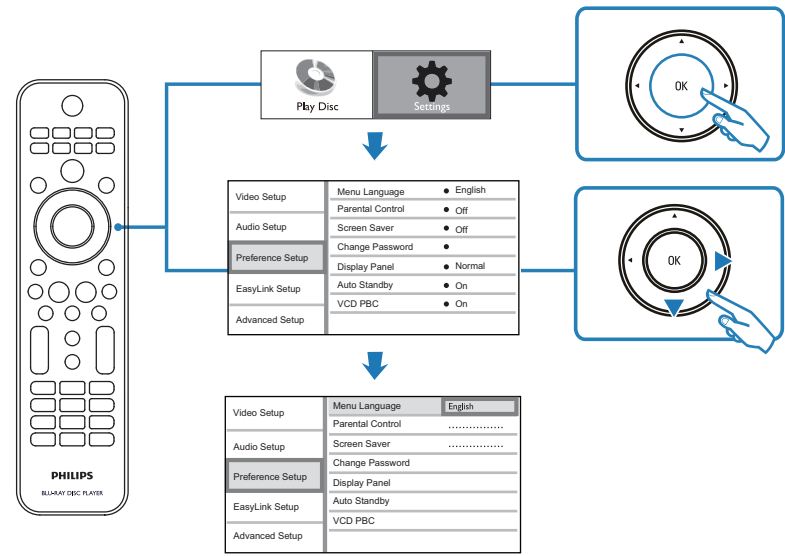 Play Disc
Settings
OK
Video Setup
Audio Setup
Preference Setup
EasyLink Setup
Advanced Setup
Menu Language ● English
Parental Control ● Off
Screen Saver ● Off
Change Password ●
Display Panel ● Normal
Auto Standby ● On
VCD PBC ● On
OK
Video Setup
Audio Setup
Preference Setup
EasyLink Setup
Advanced Setup
Menu Language English
Parental Control ................
Screen Saver ................
Change Password
Display Panel
Auto Standby
VCD PBC
PHILIPS
BLU-RAY DISC PLAYER